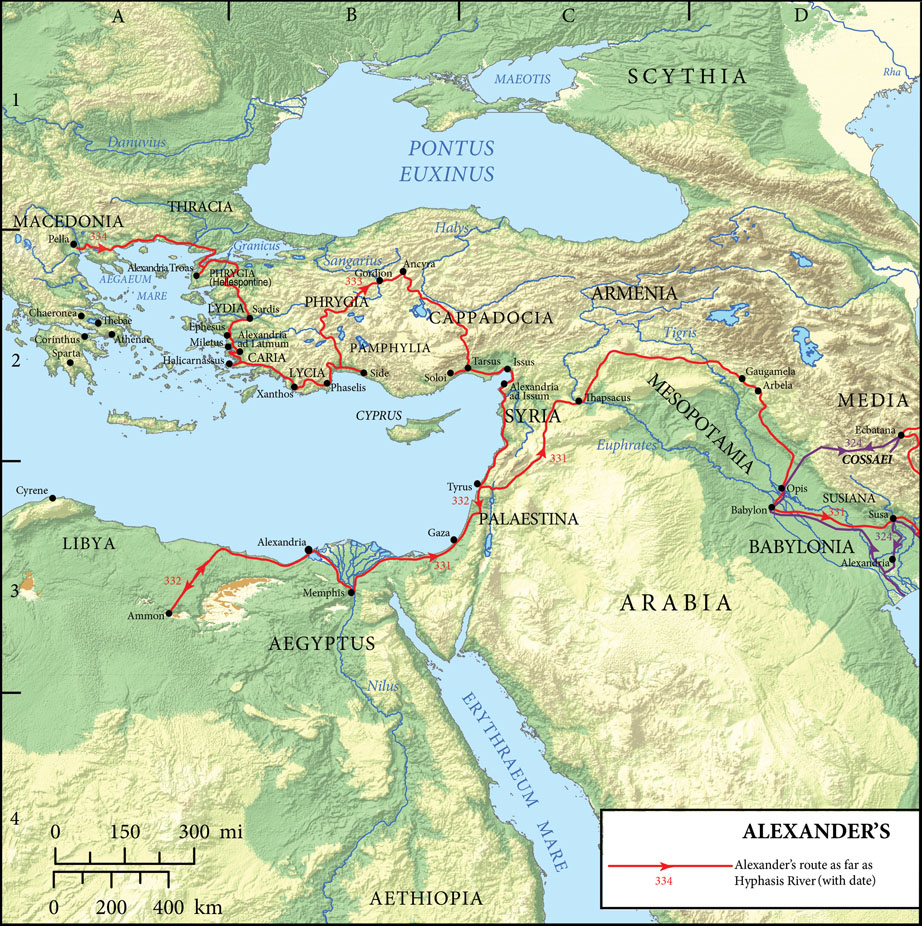 A
B
C
D
1
SCYTHIA
MAEOTIS
Rha
Danuvius
PONTUS
EUXINUS
THRACIA
MACEDONIA
Pella
334
Halys
Granicus
Sangarius
Ancyra
Gordion
333
Alexandria Troas
PHRYGIA
(Hellespontine)
AEGAEUM
MARE
ARMENIA
PHRYGIA
LYDIA
Sardis
CAPPADOCIA
Chaeronea
Thebae
Ephesus
Alexandria
ad Latmum
Tigris
Corinthus
Athenae
Miletus
PAMPHYLIA
2
Sparta
Halicarnassus
CARIA
LYCIA
Side
Soloi
Tarsus
Issus
Gaugamela
Arbela
Xanthos
Phaselis
Alexandria
ad Issum
Thapsacus
MESOPOTAMIA
MEDIA
CYPRUS
SYRIA
Ecbatana
324
COSSAEI
Euphrates
331
Cyrene
Tyrus
332
Opis
SUSIANA
Babylon
331
Susa
PALAESTINA
LIBYA
Alexandria
Gaza
324
BABYLONIA
Alexandria
331
332
3
Memphis
Ammon
ARABIA
AEGYPTUS
Nilus
ERYTHRAEUM MARE
4
0 150 300 mi
0 200 400 km
AETHIOPIA
ALEXANDER'S
Alexander's route as far as
334 Hyphasis River (with date)